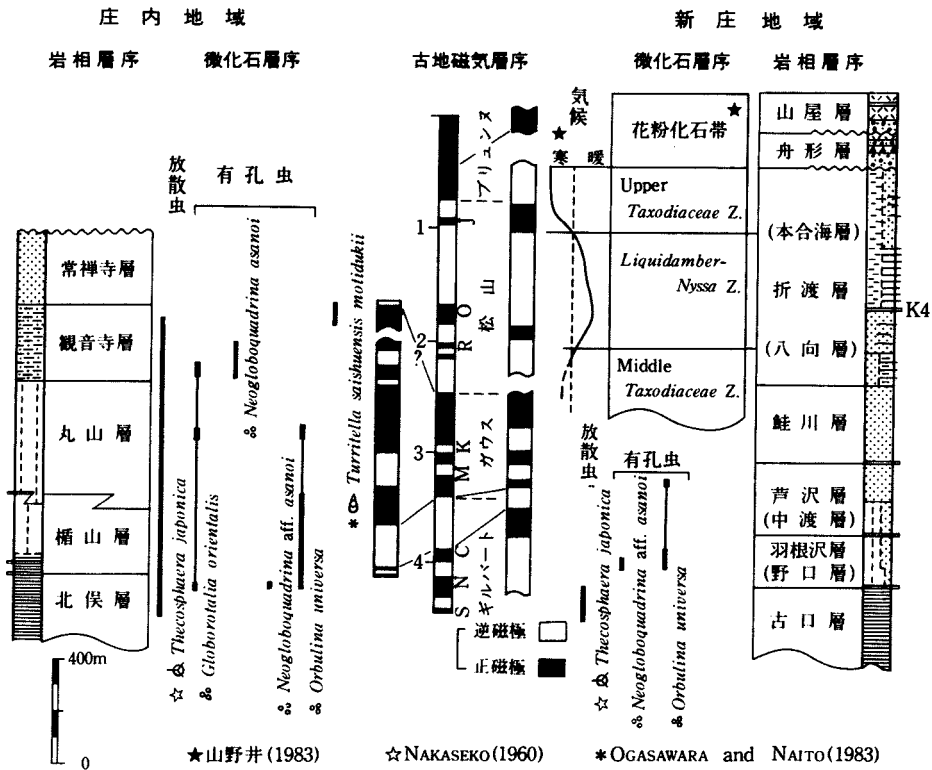 庄内地域
新庄地域
岩相層序
微化石層序
古地磁気層序
微化石層序
岩相層序
放散虫
有孔虫
常禅寺層
観音寺層
丸山層
楯山層
北俣層
400m
0
☆ Thecosphaera japonica
Globorotalia orientalis
Neogloboquadrina asanoi
Neogloboquadrina aff. asanoi
Orbulina universa
* Turritella saishuensis motidukii
1
2
?
3
4
J
O
R
K
M
C
N
S
ブリュンヌ
松山
ガウス
ギルバート
逆磁極
正磁極
気候
★
寒 暖
花粉化石帯 ★
Upper
Taxodiaceae Z.
Liquidamber-
Nyssa Z.
Middle
Taxodiaceae Z.
放散虫
有孔虫
☆ Thecosphaera japonica
Neogloboquadrina aff. asanoi
Orbulina universa
山屋層
舟形層
(本合海層)
折渡層
K4
(八向層)
鮭川層
芦沢層
(中渡層)
羽根沢層
(野口層)
古口層
★山野井(1983)
☆NAKASEKO(1960)
*OGASAWARA and NAITO(1983)